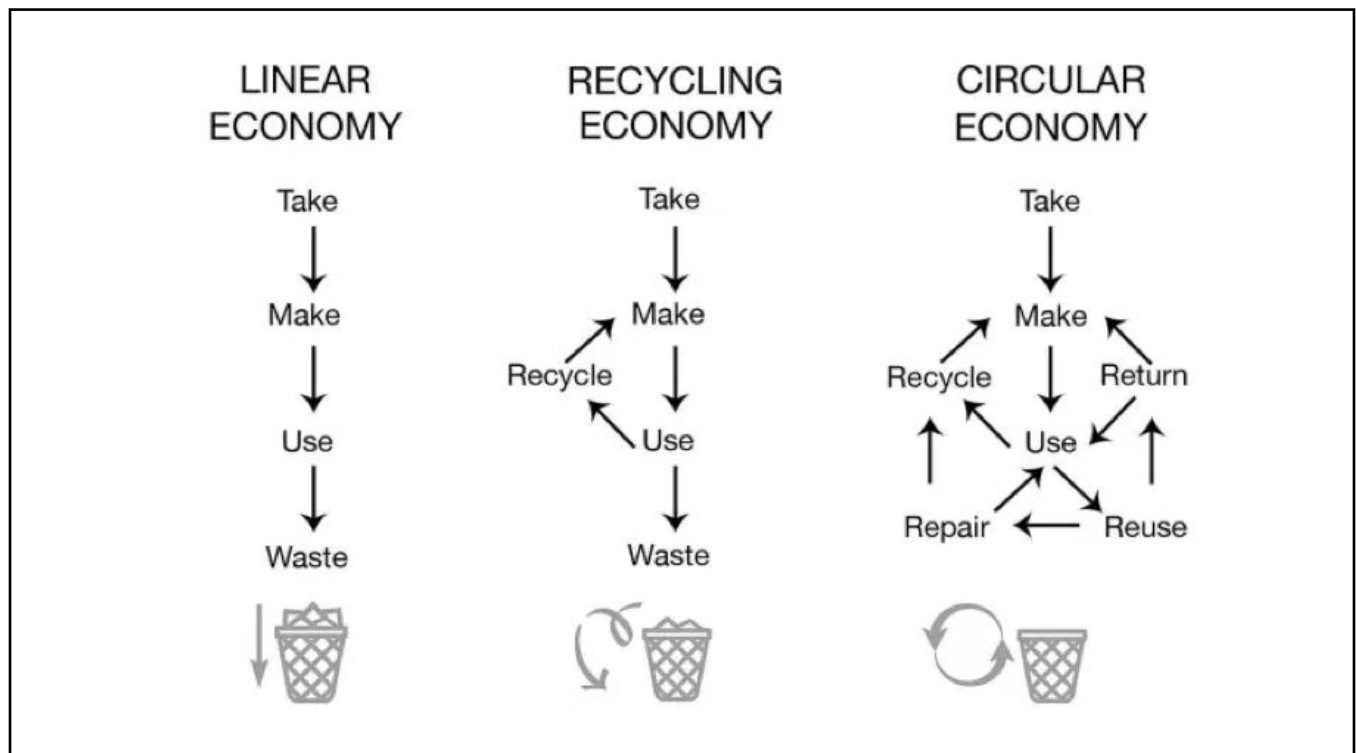 LINEAR
ECONOMY
Take
Make
Use
Waste
RECYCLING
ECONOMY
Take
Make
Recycle
Use
Waste
CIRCULAR
ECONOMY
Take
Make
Recycle
Return
Use
Repair
Reuse